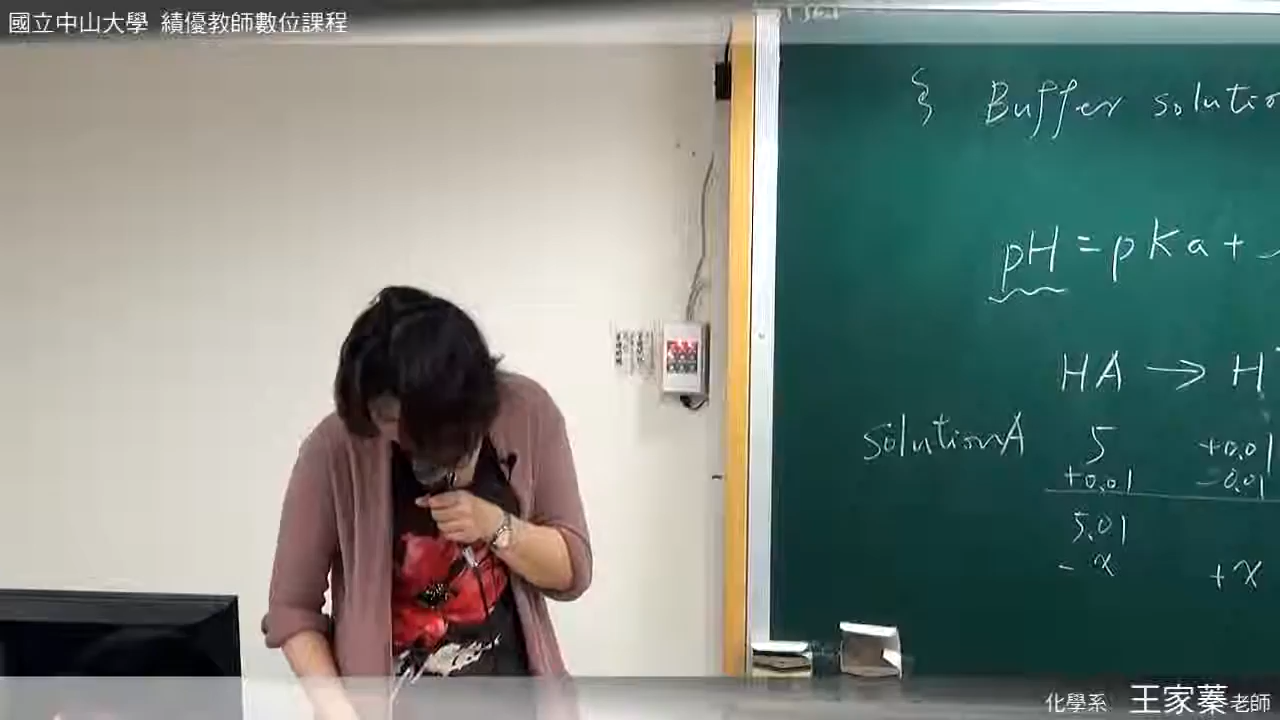 國立中山大學 績優教師數位課程
§ Buffer solutio
pH = pKa +
HA → H
solution A 5 +0.01
+0.01 -0.01
5.01
- x +x
化學系 王家蓁老師